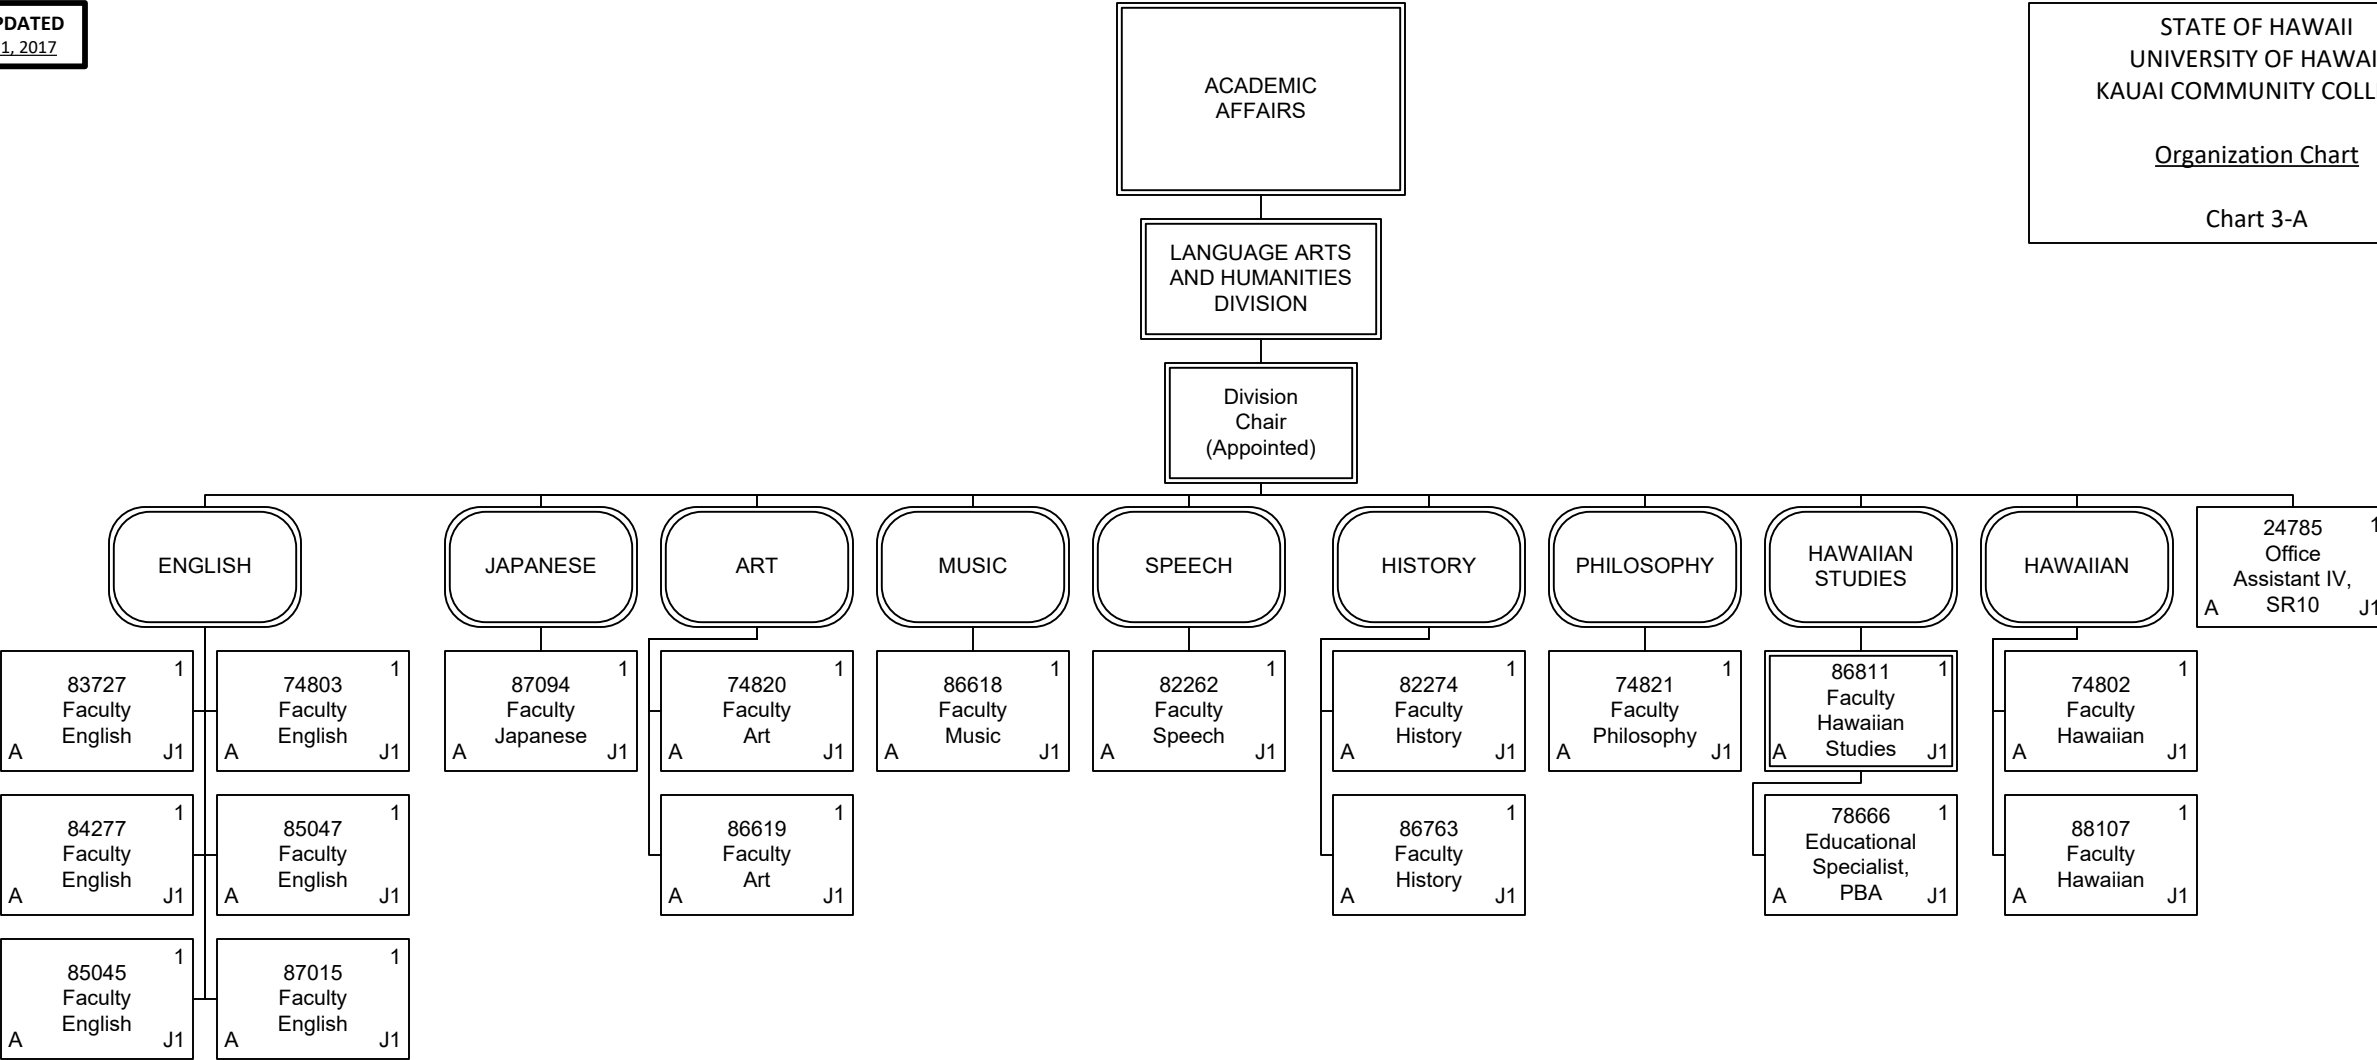 PDATED
1, 2017
ACADEMIC
AFFAIRS
STATE OF HAWAII
UNIVERSITY OF HAWAI
KAUAI COMMUNITY COLL
Organization Chart
Chart 3-A
LANGUAGE ARTS
AND HUMANITIES
DIVISION
Division
Chair
(Appointed)
ENGLISH
JAPANESE
ART
MUSIC
SPEECH
HISTORY
PHILOSOPHY
HAWAIIAN
STUDIES
HAWAIIAN
1
24785
Office
Assistant IV,
SR10
A
J1
1
83727
Faculty
English
A
J1
1
74803
Faculty
English
A
J1
1
87094
Faculty
Japanese
A
J1
1
74820
Faculty
Art
A
J1
1
86618
Faculty
Music
A
J1
1
82262
Faculty
Speech
A
J1
1
82274
Faculty
History
A
J1
1
74821
Faculty
Philosophy
A
J1
1
86811
Faculty
Hawaiian
Studies
A
J1
1
74802
Faculty
Hawaiian
A
J1
1
84277
Faculty
English
A
J1
1
85047
Faculty
English
A
J1
1
86619
Faculty
Art
A
J1
1
86763
Faculty
History
A
J1
1
78666
Educational
Specialist,
PBA
A
J1
1
88107
Faculty
Hawaiian
A
J1
1
85045
Faculty
English
A
J1
1
87015
Faculty
English
A
J1